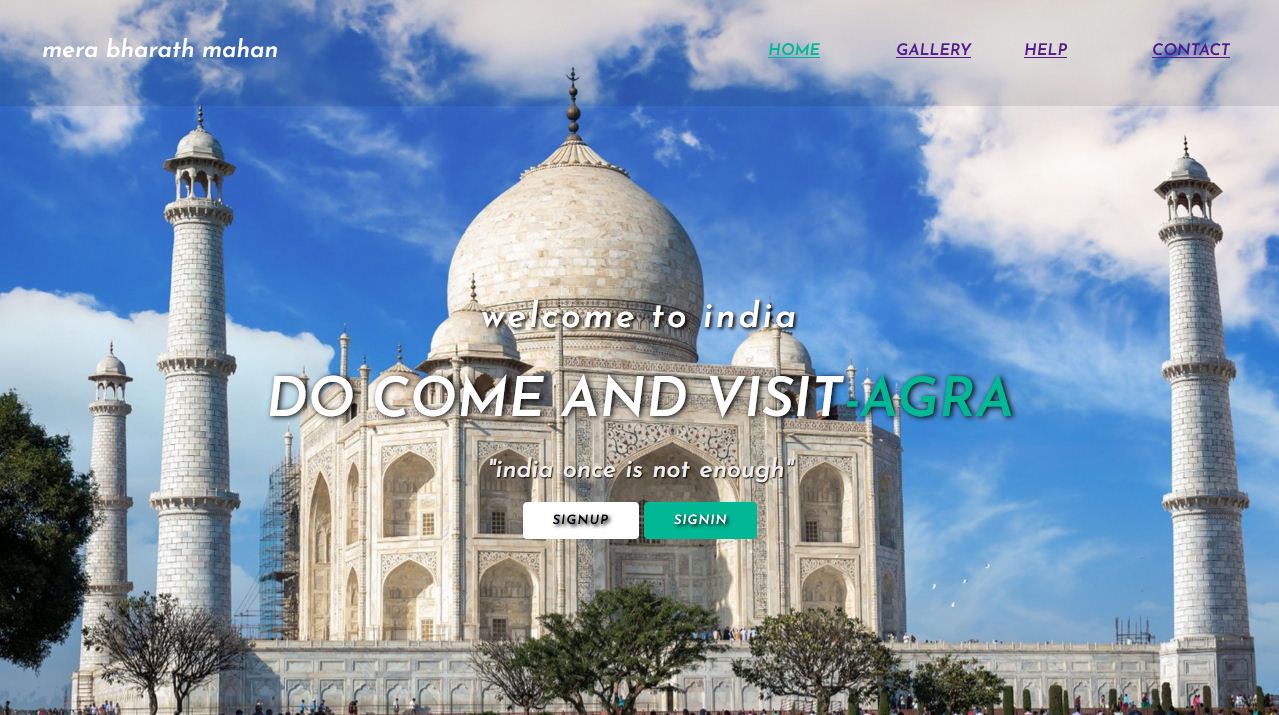 mera bharath mahan
HOME GALLERY HELP CONTACT
welcome to india
DO COME AND VISIT-AGRA
"india once is not enough"
SIGNUP SIGNIN